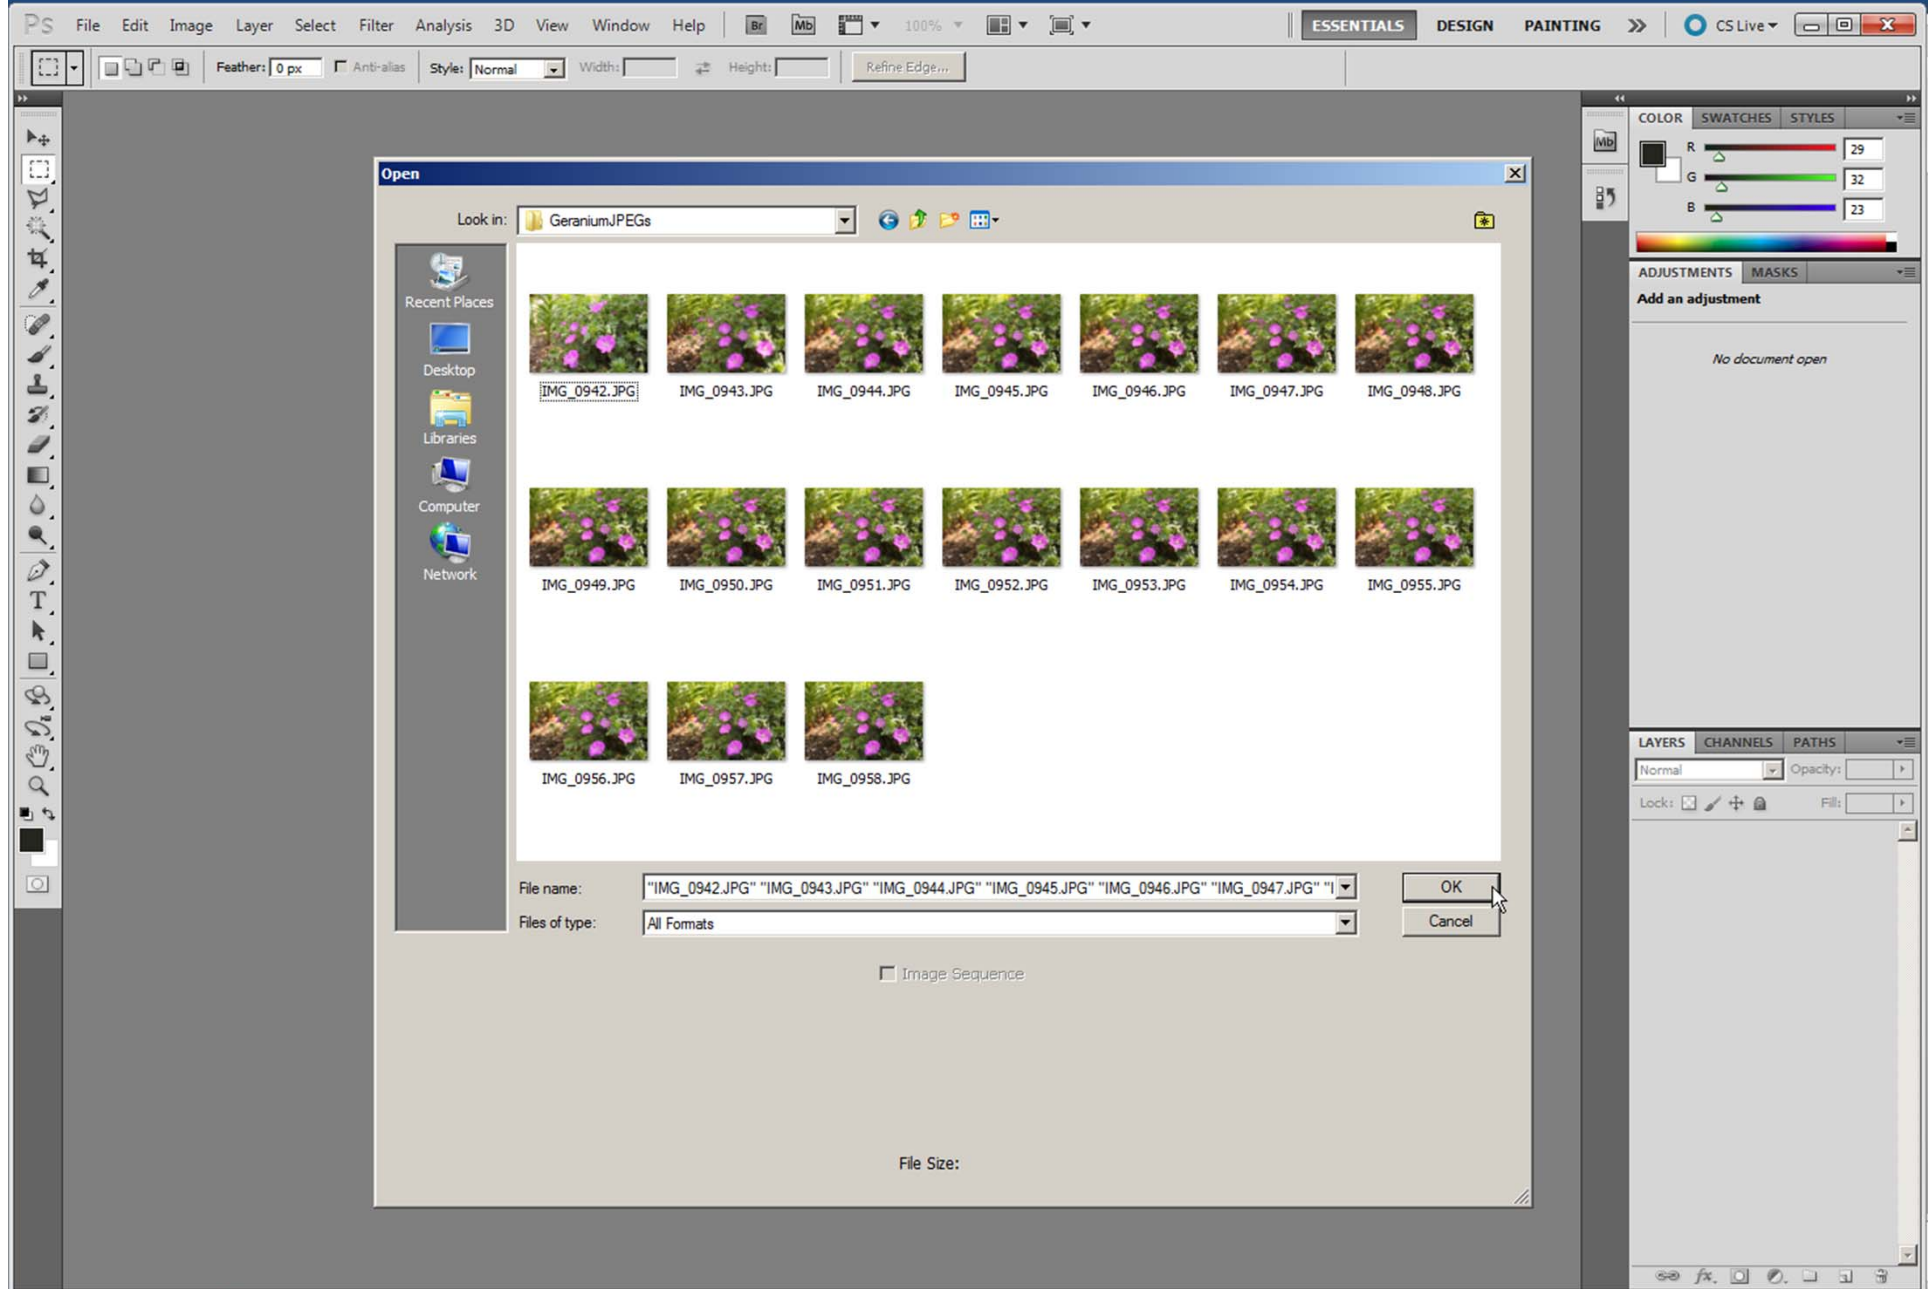 Ps File Edit Image Layer Select Filter Analysis 3D View Window Help Br Mb 100% ESSENTIALS DESIGN PAINTING CS Live
Feather: 0 px Anti-alias Style: Normal Width: Height: Refine Edge...
Open
Look in: GeraniumJPEGs
Recent Places
Desktop
Libraries
Computer
Network
IMG_0942.JPG IMG_0943.JPG IMG_0944.JPG IMG_0945.JPG IMG_0946.JPG IMG_0947.JPG IMG_0948.JPG
IMG_0949.JPG IMG_0950.JPG IMG_0951.JPG IMG_0952.JPG IMG_0953.JPG IMG_0954.JPG IMG_0955.JPG
IMG_0956.JPG IMG_0957.JPG IMG_0958.JPG
File name: "IMG_0942.JPG" "IMG_0943.JPG" "IMG_0944.JPG" "IMG_0945.JPG" "IMG_0946.JPG" "IMG_0947.JPG" "I OK
Files of type: All Formats Cancel
Image Sequence
File Size:
Mb
COLOR SWATCHES STYLES
R 29
G 32
B 23
ADJUSTMENTS MASKS
Add an adjustment
No document open
LAYERS CHANNELS PATHS
Normal Opacity:
Lock: Fill:
fx.
T